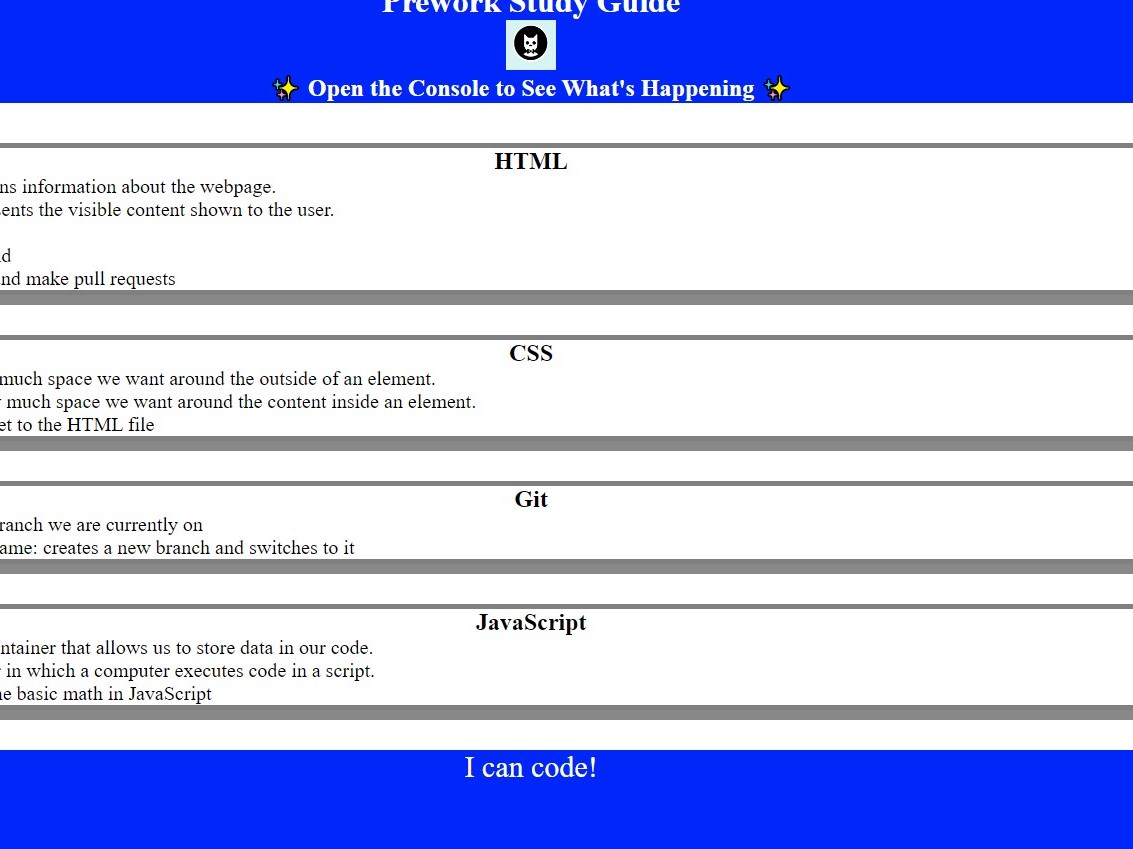 Prework Study Guide
Open the Console to See What's Happening
HTML
ns information about the webpage.
ents the visible content shown to the user.
d
nd make pull requests
CSS
much space we want around the outside of an element.
much space we want around the content inside an element.
et to the HTML file
Git
ranch we are currently on
ame: creates a new branch and switches to it
JavaScript
ntainer that allows us to store data in our code.
in which a computer executes code in a script.
e basic math in JavaScript
I can code!